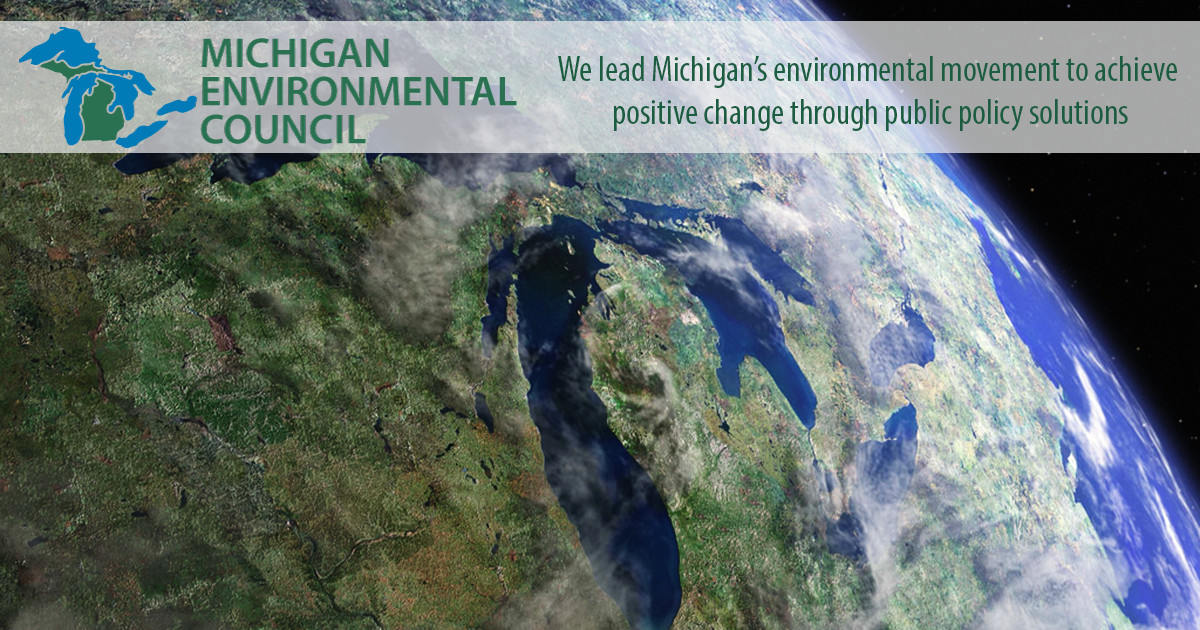 MICHIGAN
ENVIRONMENTAL
COUNCIL
We lead Michigan’s environmental movement to achieve
positive change through public policy solutions